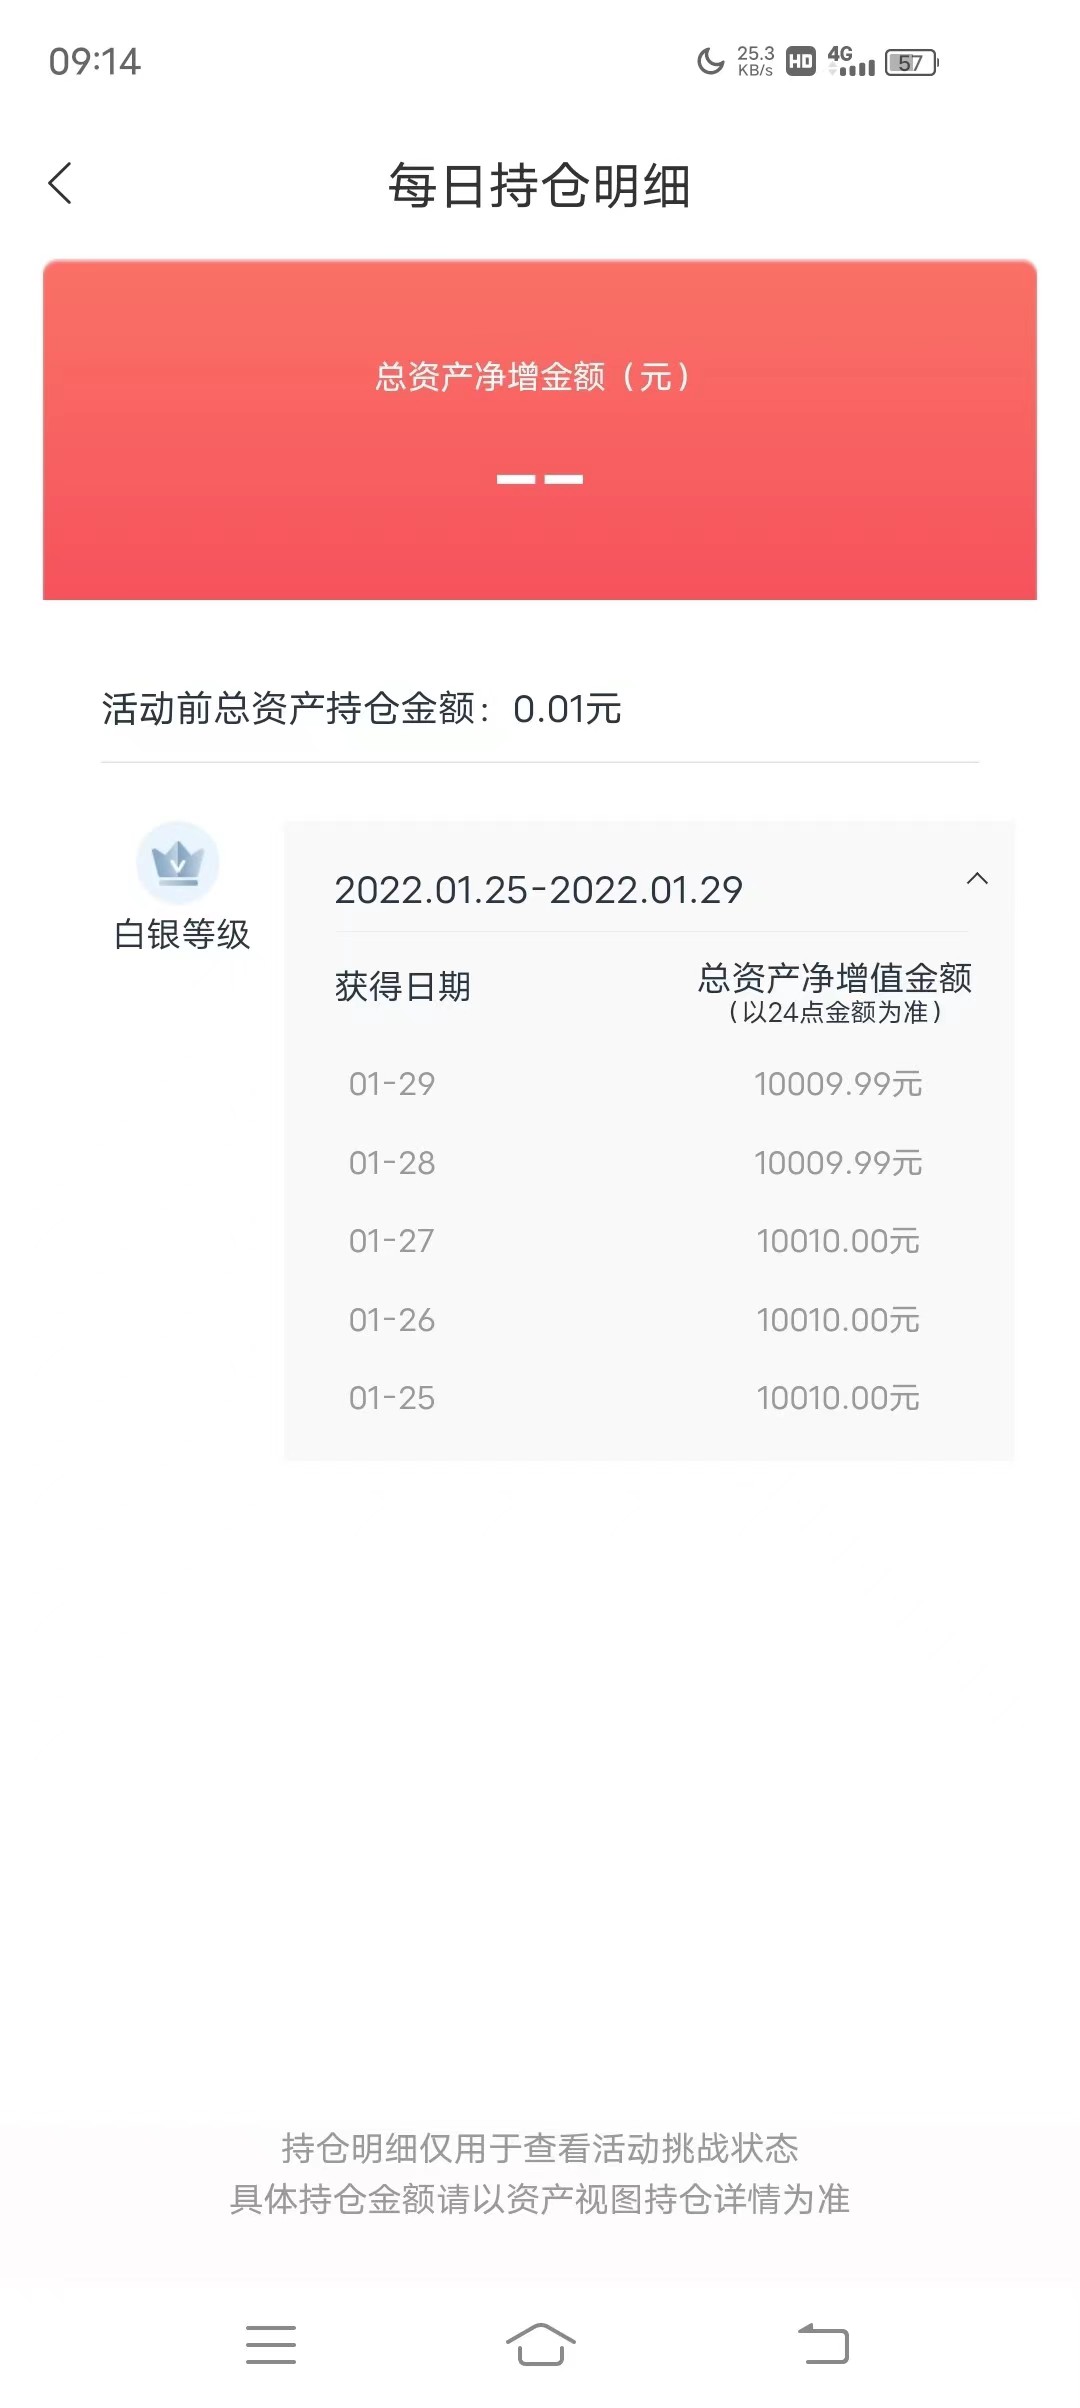 09:14
25.3
KB/s
HD
4G
57
每日持仓明细
总资产净增金额（元）
--
活动前总资产持仓金额：0.01元
白银等级
2022.01.25-2022.01.29
获得日期
总资产净增值金额
（以24点金额为准）
01-29 10009.99元
01-28 10009.99元
01-27 10010.00元
01-26 10010.00元
01-25 10010.00元
持仓明细仅用于查看活动挑战状态
具体持仓金额请以资产视图持仓详情为准